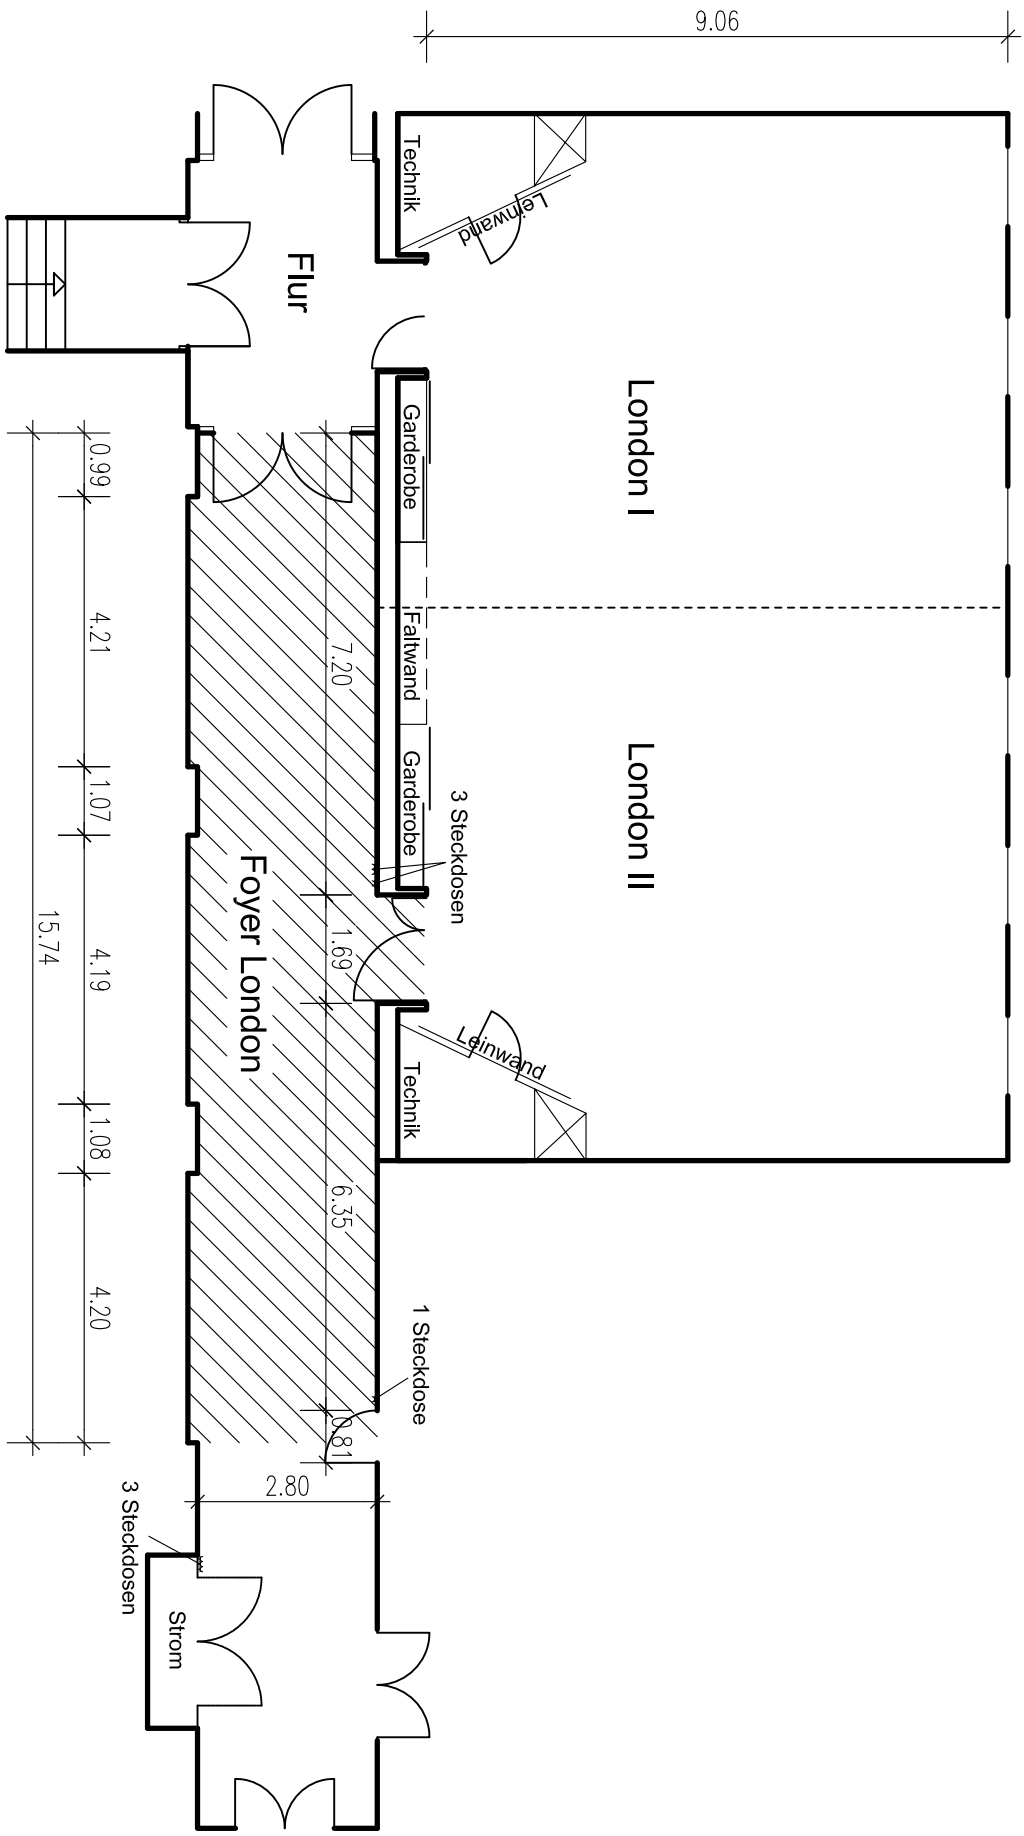 9.06
Technik
Leinwand
Flur
London I
Garderobe
Faltwand
Garderobe
London II
3 Steckdosen
Foyer London
Leinwand
Technik
1 Steckdose
7.20
1.69
6.35
0.81
0.99
4.21
1.07
4.19
1.08
4.20
15.74
2.80
3 Steckdosen
Strom